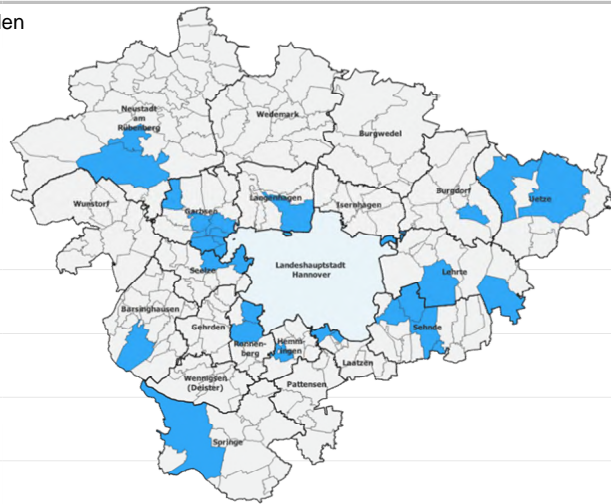 len
Neustadt
am
Rübenberg
Wedemark
Burgwedel
Wunstorf
Garbsen
Langenhagen
Isernhagen
Burgdorf
Uetze
Seelze
Landeshauptstadt
Hannover
Lehrte
Barsinghausen
Gehrden
Ronnen-
berg
Hemm-
ingen
Sehnde
Laatzen
Wennigsen
(Deister)
Pattensen
Springe